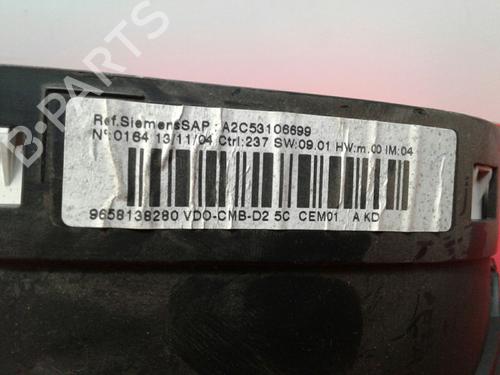 Ref.SiemensSAP : A2C53106699
Nº:0164 13/11/04 Ctrl:237 SW:09.01 HW:m.00 IM:04
9658138280 VDO-CMB-D2 5C CEM01 A KD
B-PARTS